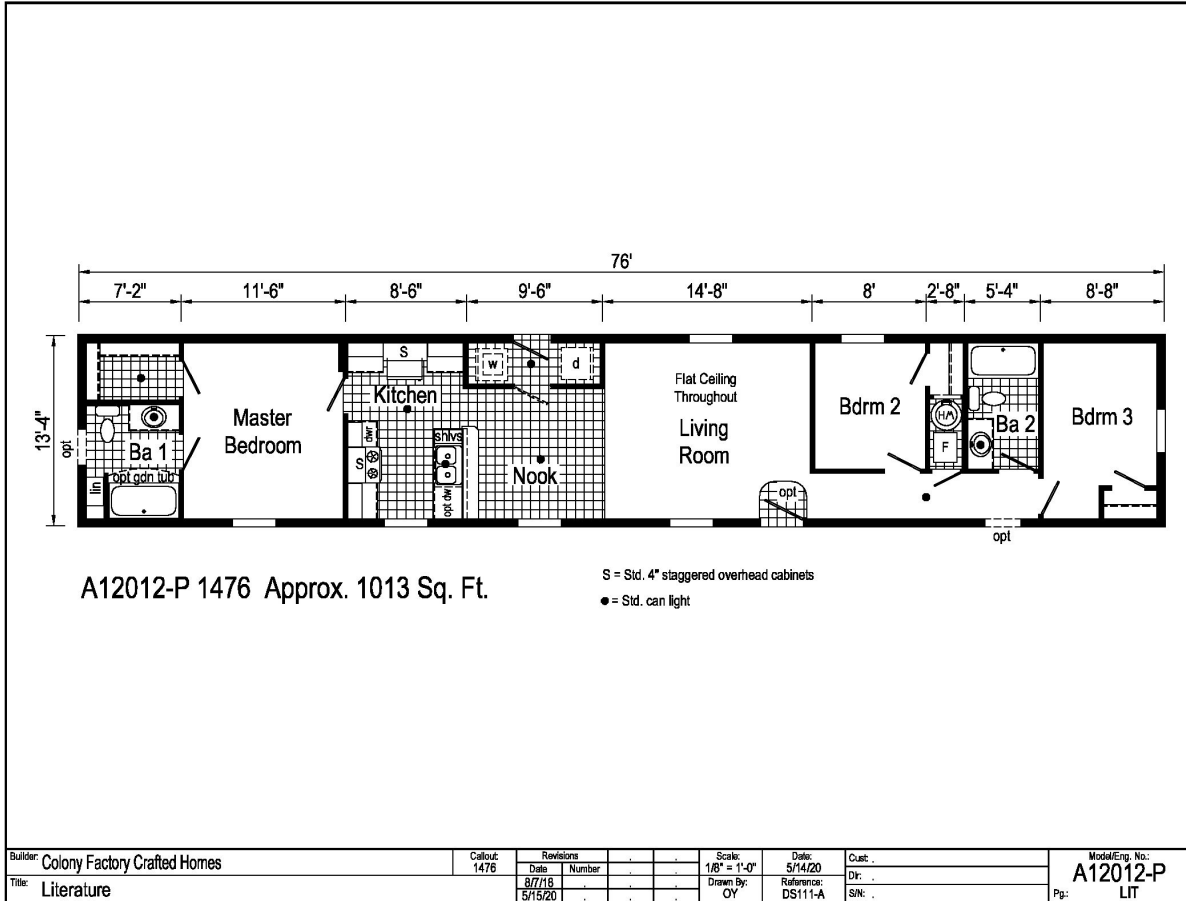 76'
7'-2" 11'-6" 8'-6" 9'-6" 14'-8" 8' 2'-8" 5'-4" 8'-8"
13'-4"
opt
Ba 1
opt gdn tub
lin
Master
Bedroom
S
Kitchen
dwr
S
shlvs
opt dw
w
d
Nook
Flat Ceiling
Throughout
Living
Room
opt
Bdrm 2
HW
F
Ba 2
Bdrm 3
opt
A12012-P 1476 Approx. 1013 Sq. Ft.
S = Std. 4" staggered overhead cabinets
● = Std. can light
Builder: Colony Factory Crafted Homes
Title: Literature
Callout:
1476
Revisions
Date Number
8/7/18
5/15/20
Scale:
1/8" = 1'-0"
Drawn By:
OY
Date:
5/14/20
Reference:
DS111-A
Cust: .
Dlr: .
S/N: .
Model/Eng. No.:
A12012-P
Pg.: LIT